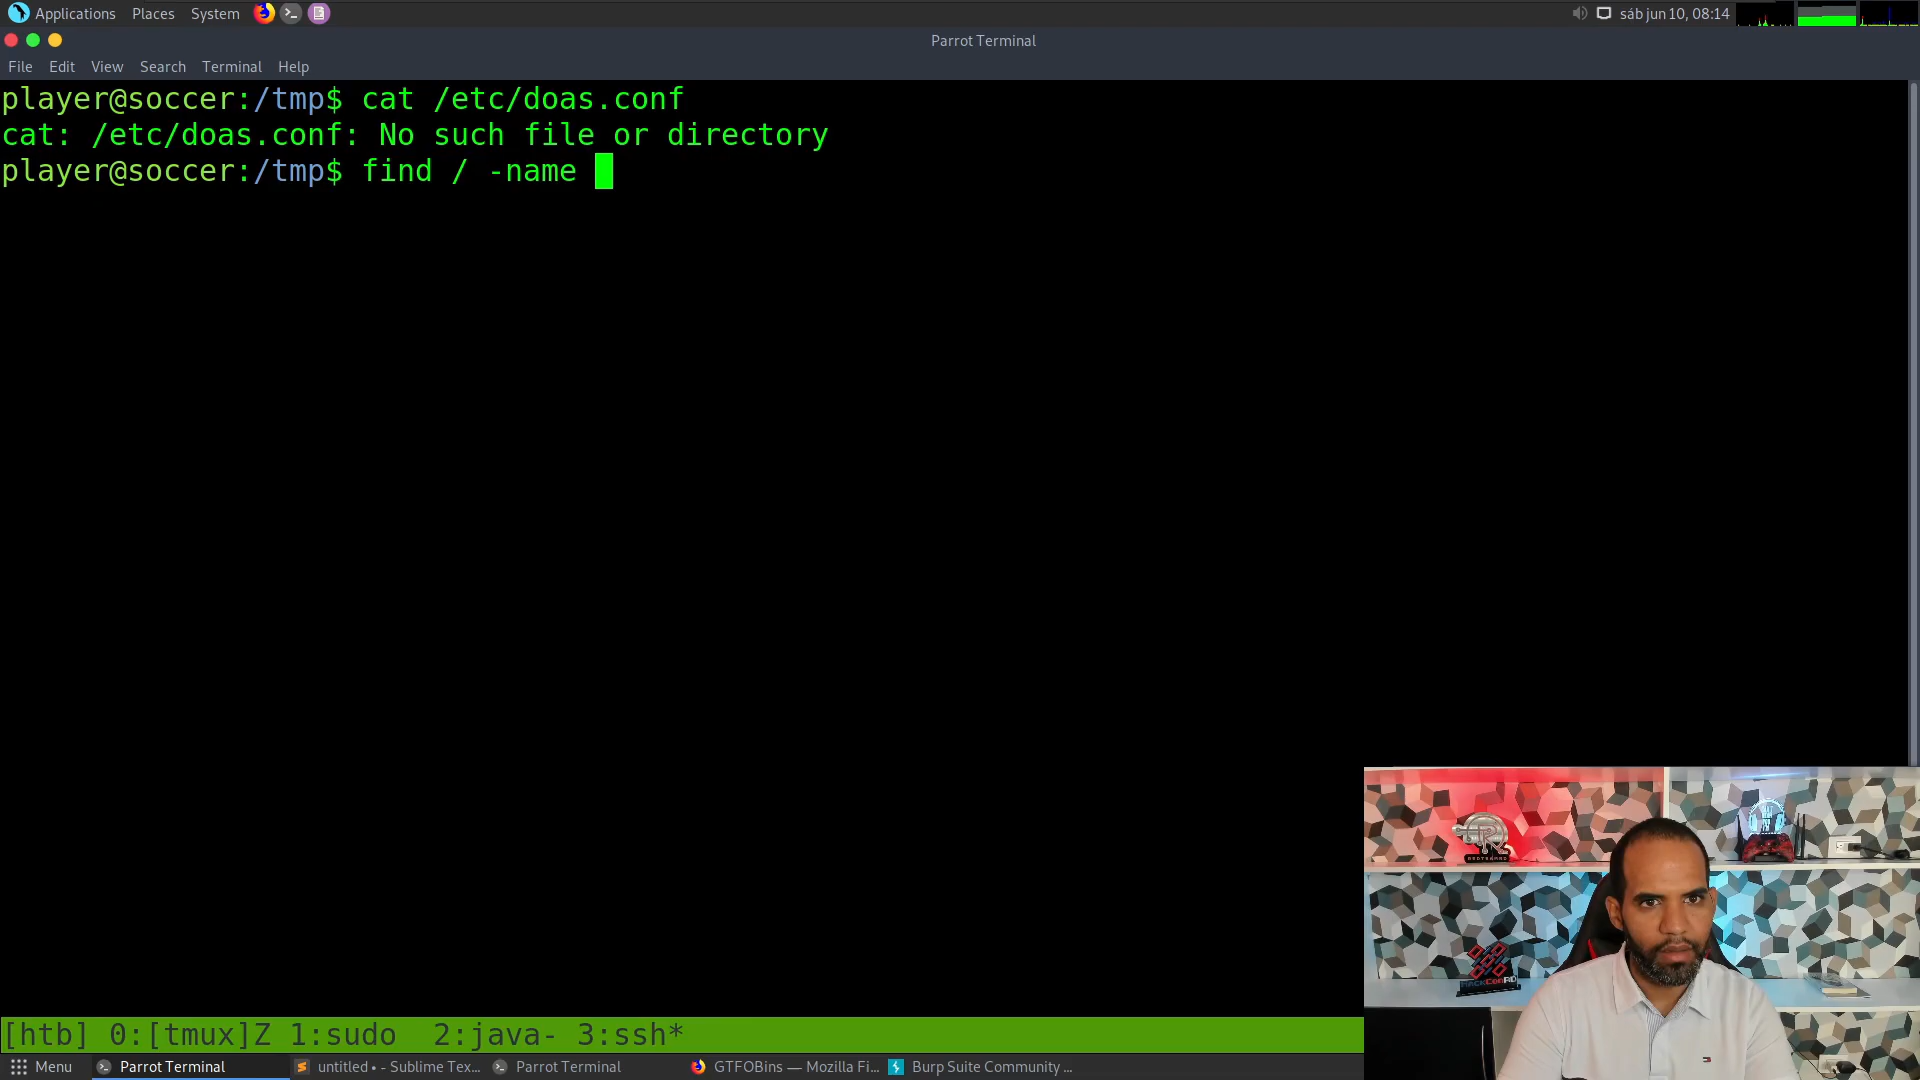 Applications Places System sáb jun 10, 08:14
Parrot Terminal
File Edit View Search Terminal Help
player@soccer:/tmp$ cat /etc/doas.conf
cat: /etc/doas.conf: No such file or directory
player@soccer:/tmp$ find / -name
HACKConRD
[htb] 0:[tmux]Z 1:sudo 2:java- 3:ssh*
Menu Parrot Terminal untitled • - Sublime Tex... Parrot Terminal GTFOBins — Mozilla Fi... Burp Suite Community ...